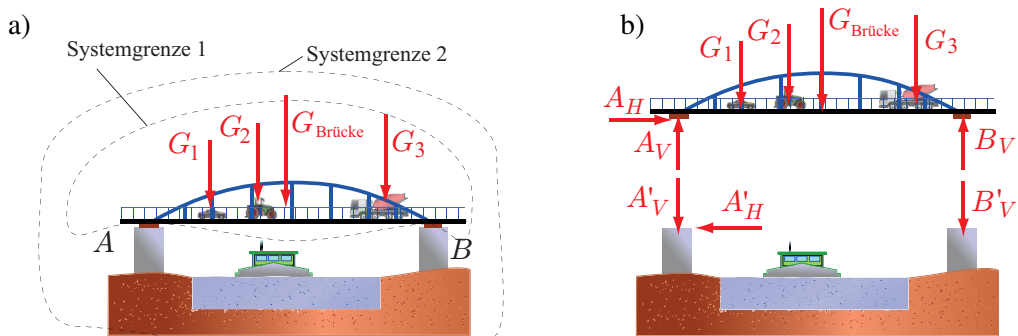 a)
Systemgrenze 1
Systemgrenze 2
G1
G2
GBrücke
G3
A
B
b)
G1
G2
GBrücke
G3
AH
AV
BV
A'V
A'H
B'V